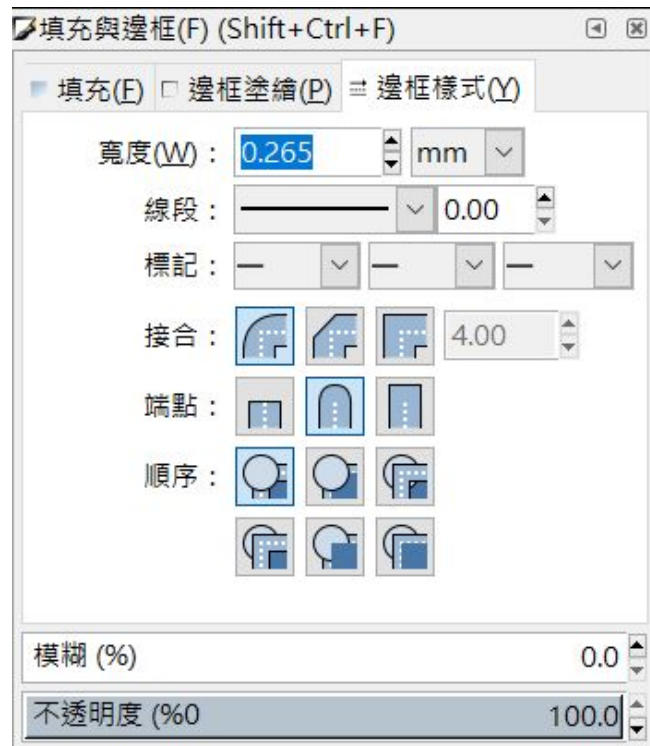 填充與邊框(F) (Shift+Ctrl+F)
填充(F) 邊框塗繪(P) 邊框樣式(Y)
寬度(W)： 0.265 mm
線段： 0.00
標記：
接合： 4.00
端點：
順序：
模糊 (%) 0.0
不透明度 (%0 100.0